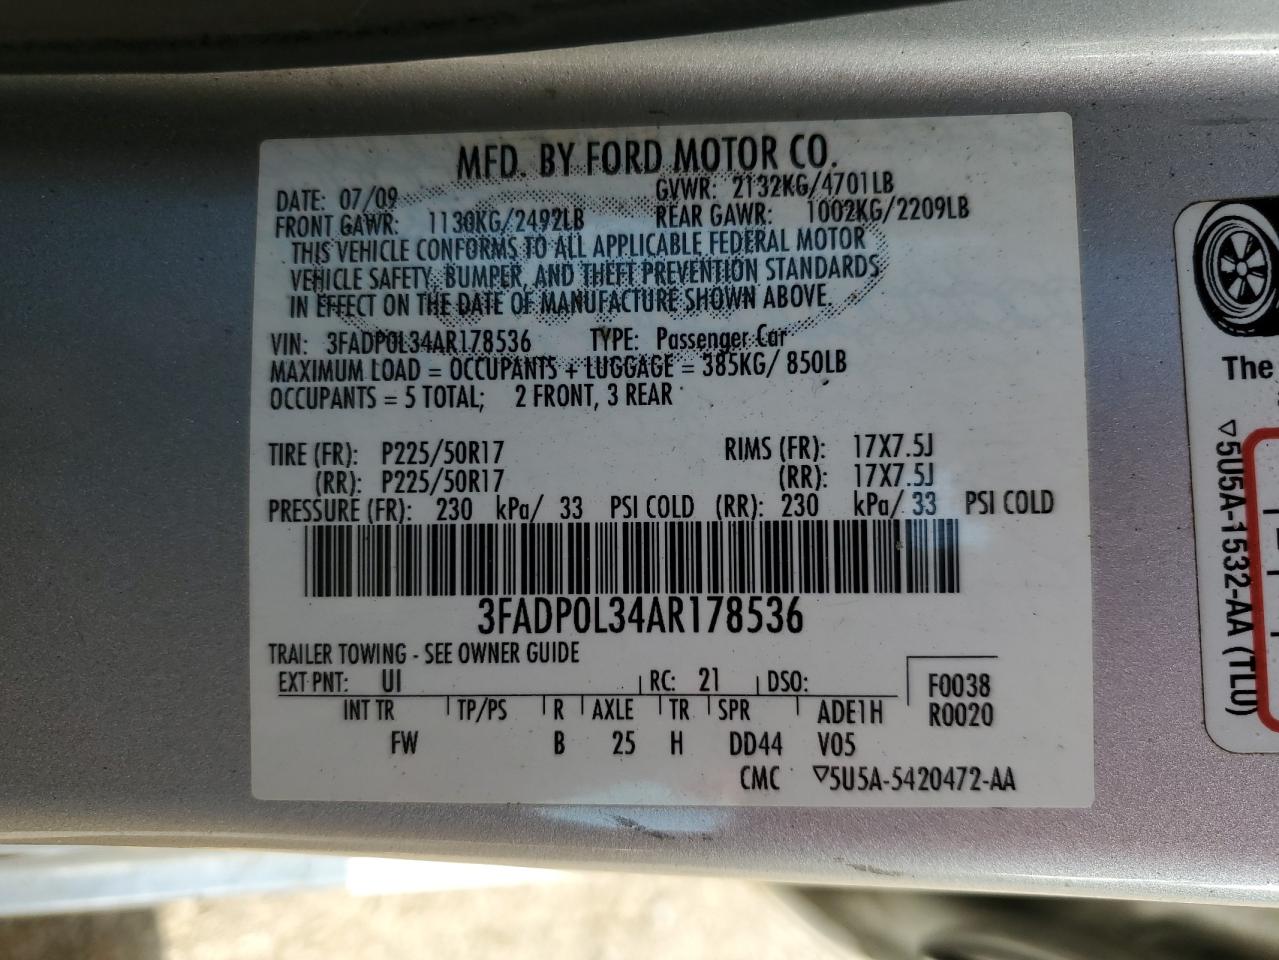 MFD. BY FORD MOTOR CO.
DATE: 07/09 GVWR: 2132KG/4701LB
FRONT GAWR: 1130KG/2492LB REAR GAWR: 1002KG/2209LB
THIS VEHICLE CONFORMS TO ALL APPLICABLE FEDERAL MOTOR
VEHICLE SAFETY, BUMPER, AND THEFT PREVENTION STANDARDS
IN EFFECT ON THE DATE OF MANUFACTURE SHOWN ABOVE.
VIN: 3FADP0L34AR178536 TYPE: Passenger Car
MAXIMUM LOAD = OCCUPANTS + LUGGAGE = 385KG/ 850LB
OCCUPANTS = 5 TOTAL; 2 FRONT, 3 REAR
TIRE (FR): P225/50R17 RIMS (FR): 17X7.5J
(RR): P225/50R17 (RR): 17X7.5J
PRESSURE (FR): 230 kPa/ 33 PSI COLD (RR): 230 kPa/ 33 PSI COLD
3FADP0L34AR178536
TRAILER TOWING - SEE OWNER GUIDE
EXT PNT: UI RC: 21 DSO: F0038
INT TR TP/PS R AXLE TR SPR ADE1H R0020
FW B 25 H DD44 V05
CMC ▽5U5A-5420472-AA
The
▽5U5A-1532-AA (TLU)